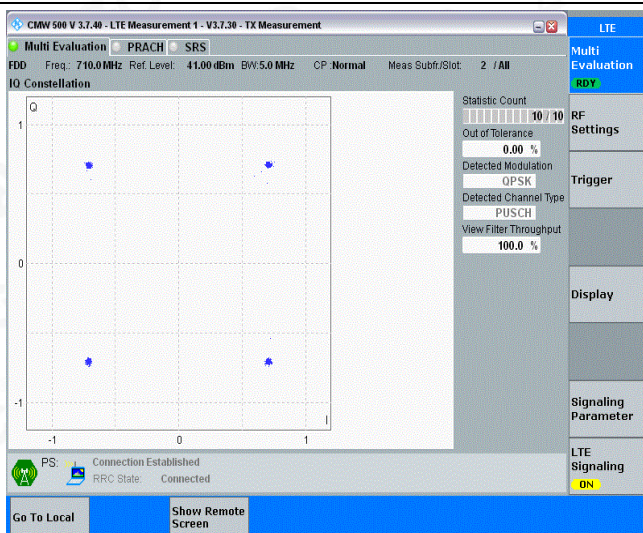 CMW 500 V 3.7.40 - LTE Measurement 1 - V3.7.30 - TX Measurement
LTE
Multi Evaluation PRACH SRS
FDD Freq.: 710.0 MHz Ref. Level: 41.00 dBm BW: 5.0 MHz CP : Normal Meas Subfr./Slot: 2 / All
IQ Constellation
Multi
Evaluation
RDY
Q
1
0
-1
-1 0 1
I
Statistic Count
10 / 10
Out of Tolerance
0.00 %
Detected Modulation
QPSK
Detected Channel Type
PUSCH
View Filter Throughput
100.0 %
RF
Settings
Trigger
Display
Signaling
Parameter
LTE
Signaling
ON
PS: Connection Established
RRC State: Connected
Go To Local
Show Remote
Screen